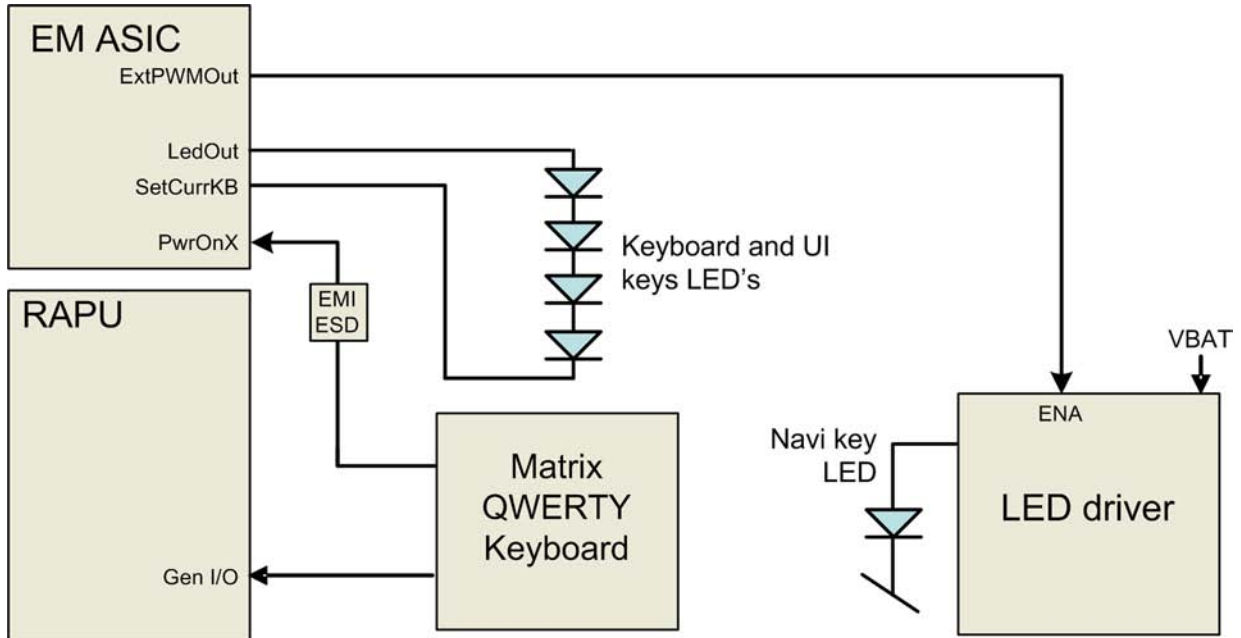 EM ASIC
ExtPWMOut
LedOut
SetCurrKB
PwrOnX
Keyboard and UI
keys LED's
RAPU
EMI
ESD
VBAT
ENA
Navi key
LED
LED driver
Matrix
QWERTY
Keyboard
Gen I/O